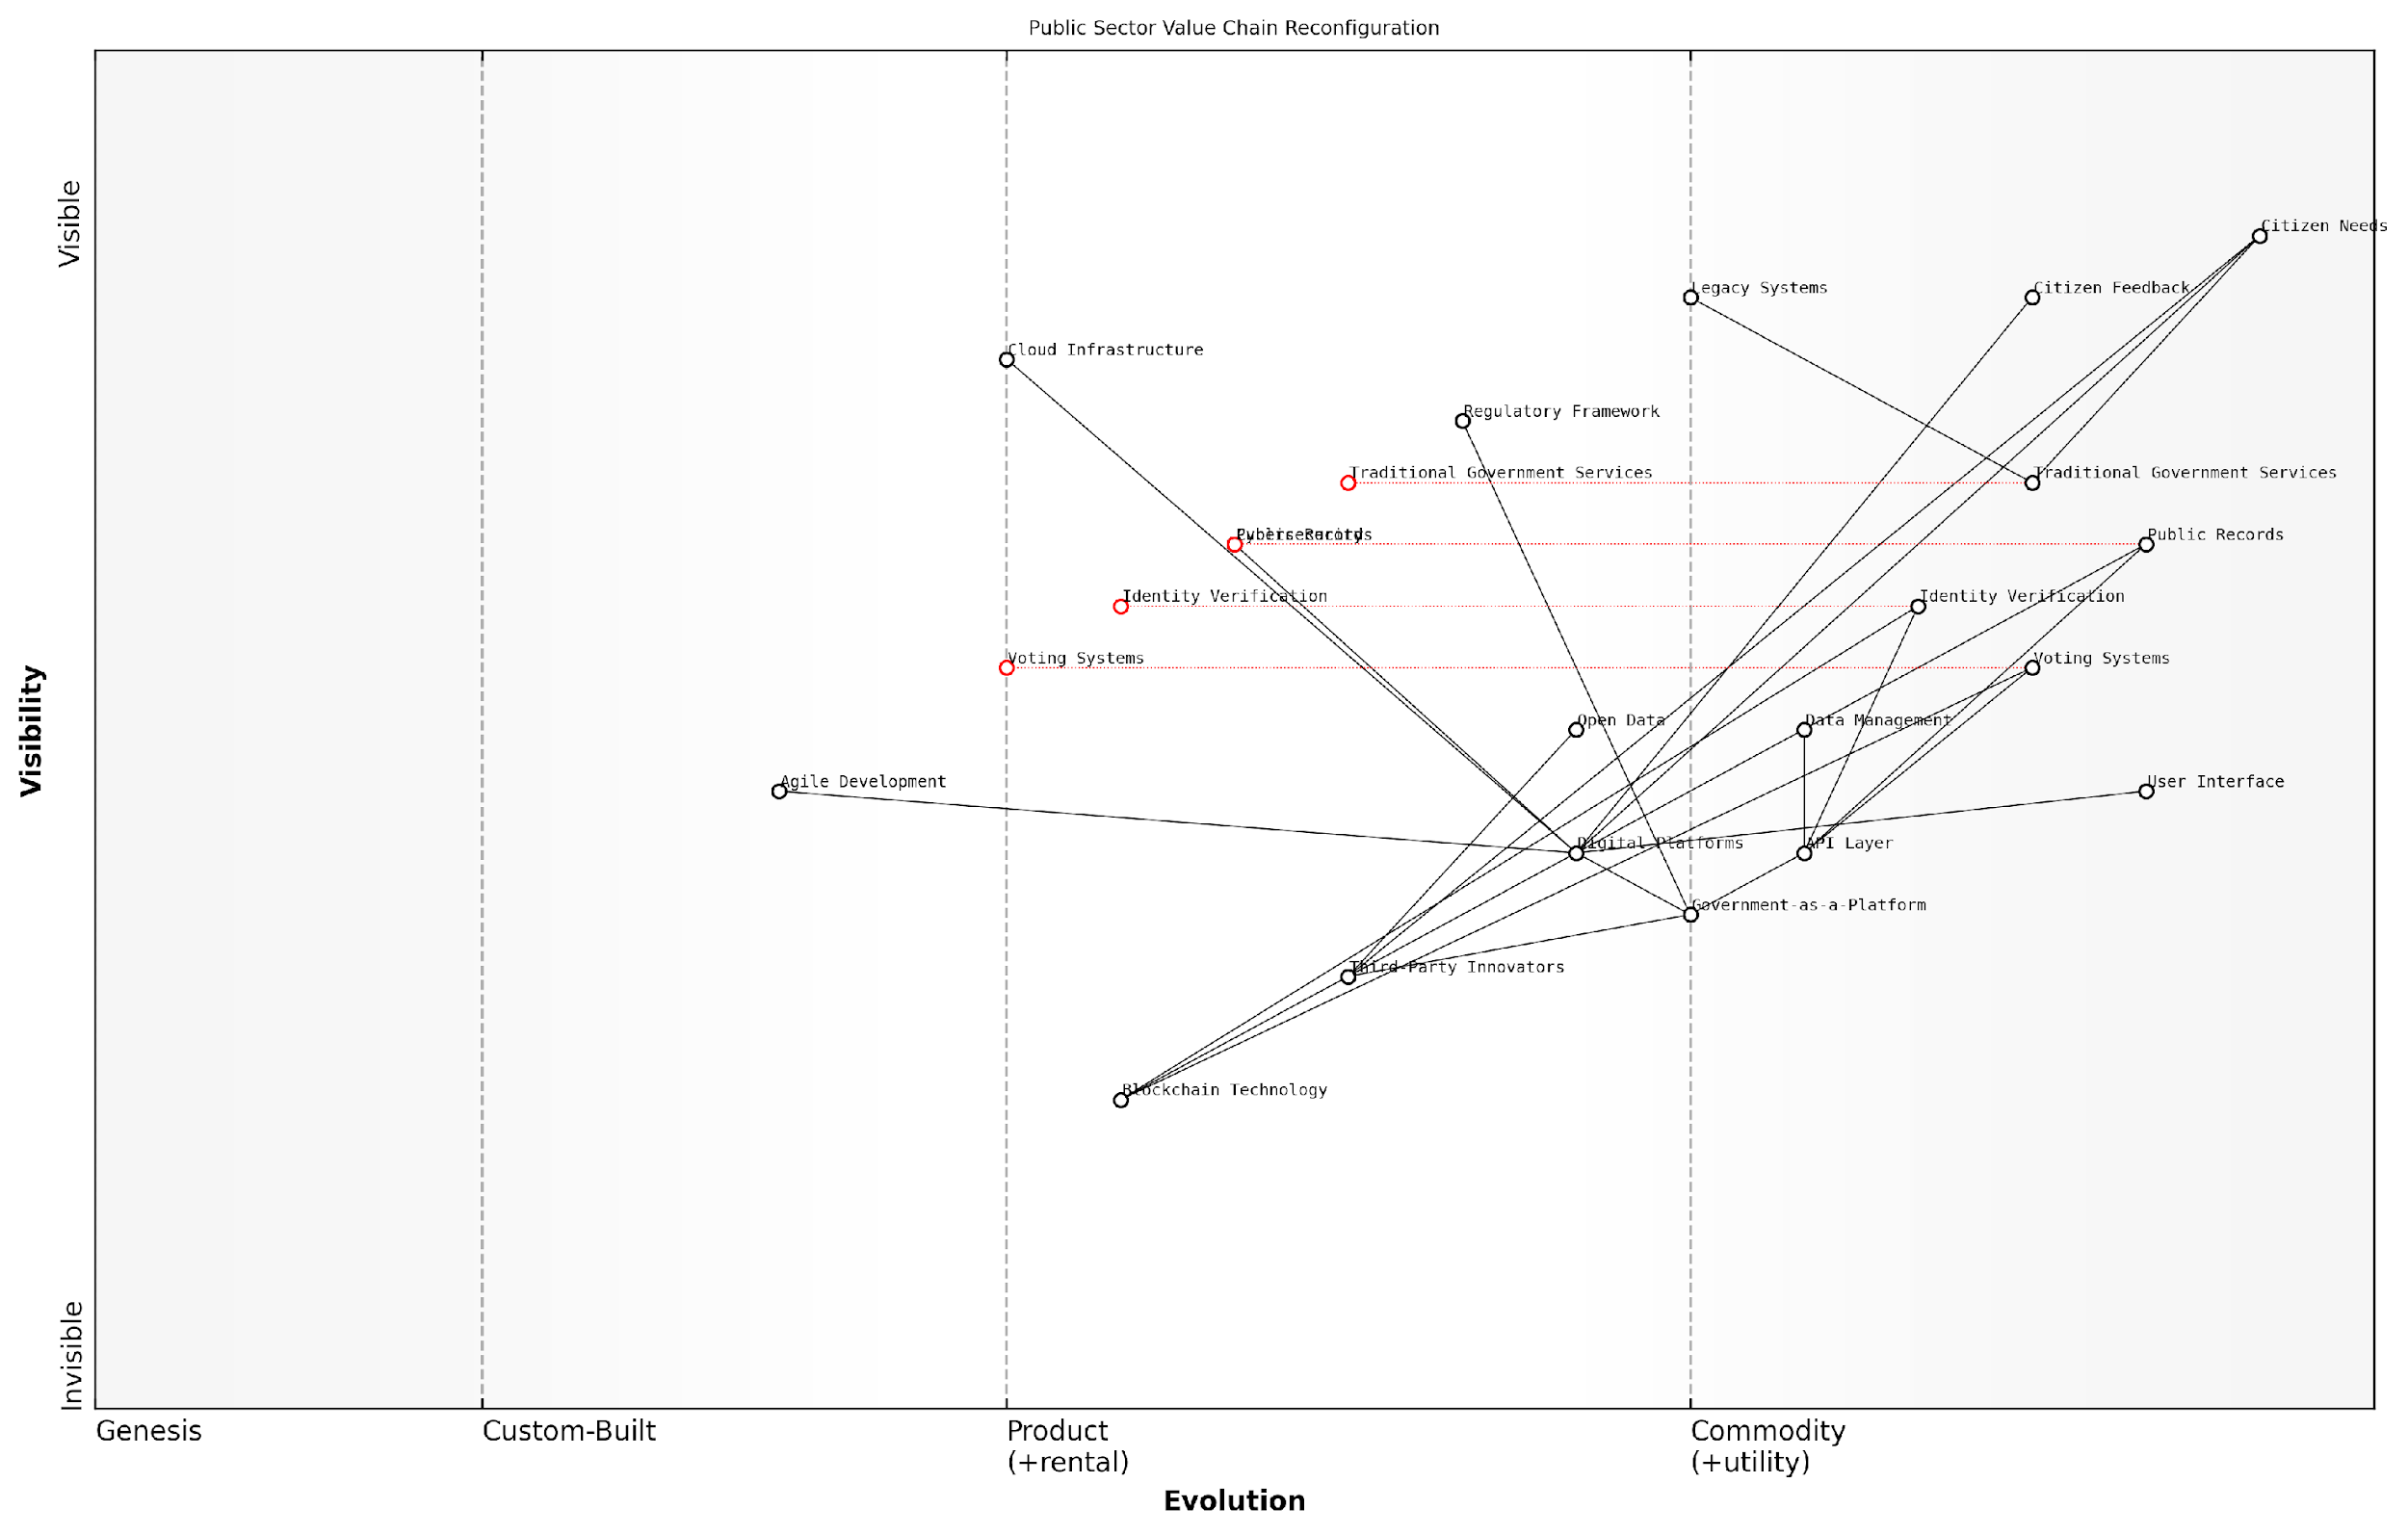 Public Sector Value Chain Reconfiguration
Visible
Visibility
Invisible
Citizen Needs
Legacy Systems
Citizen Feedback
Cloud Infrastructure
Regulatory Framework
Traditional Government Services
Traditional Government Services
Public Records
Cybersecurity
Public Records
Identity Verification
Identity Verification
Voting Systems
Voting Systems
Open Data
Data Management
Agile Development
User Interface
Digital Platforms
API Layer
Government-as-a-Platform
Third-Party Innovators
Blockchain Technology
Genesis
Custom-Built
Product
(+rental)
Commodity
(+utility)
Evolution